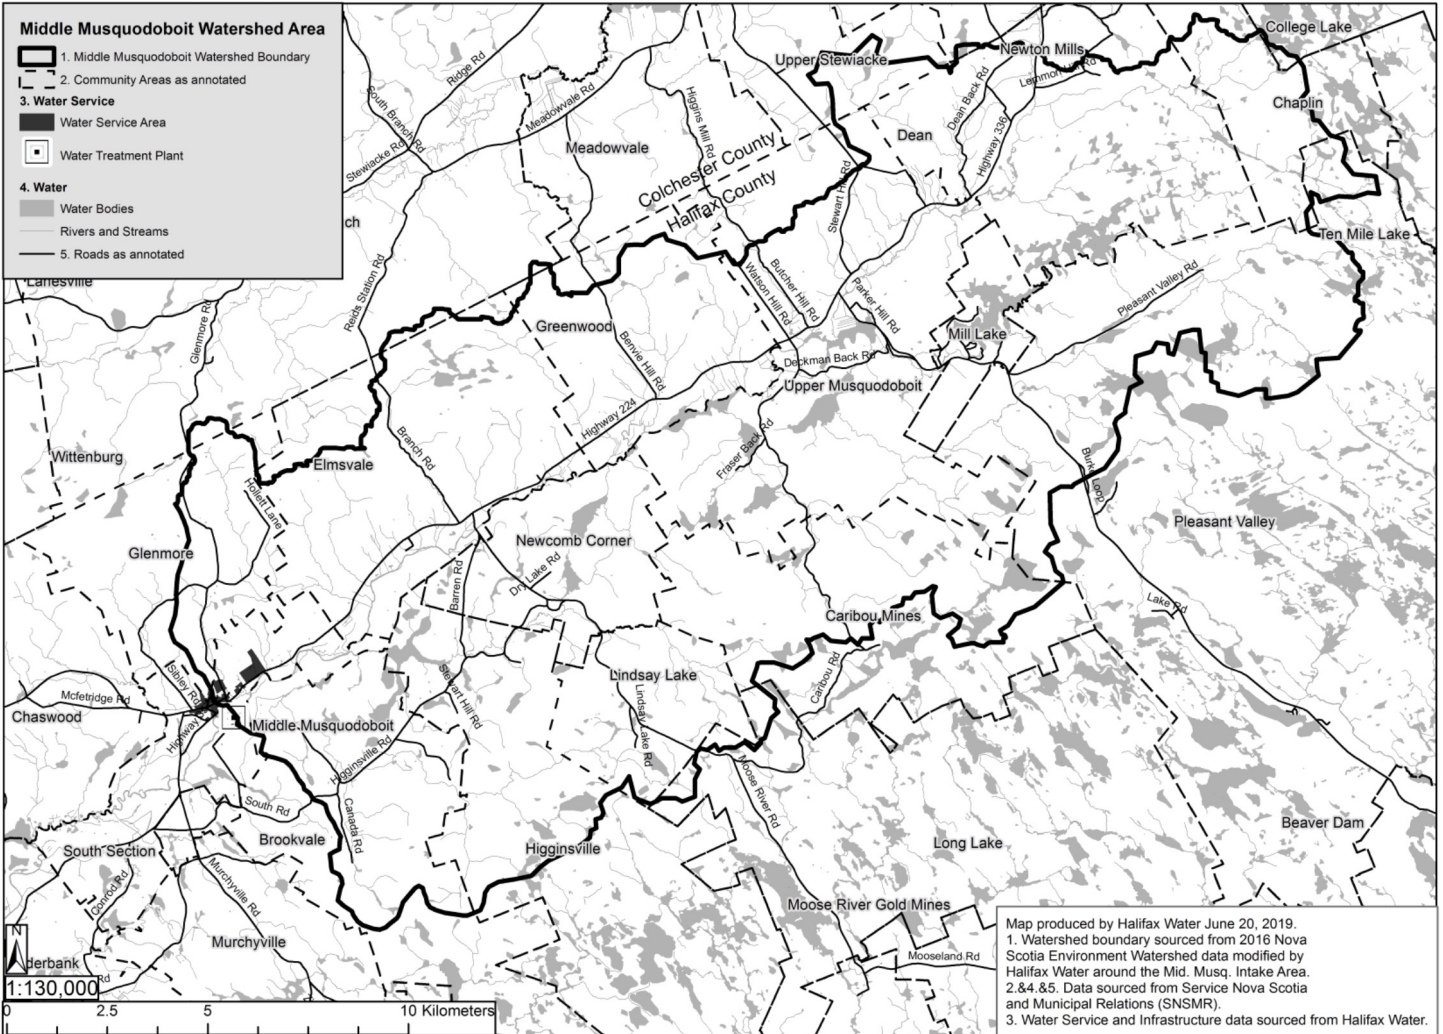 Middle Musquodoboit Watershed Area
1. Middle Musquodoboit Watershed Boundary
2. Community Areas as annotated
3. Water Service
Water Service Area
Water Treatment Plant
4. Water
Water Bodies
Rivers and Streams
5. Roads as annotated
College Lake
Newton Mills
Upper Stewiacke
Lemmon Hill Rd
Ridge Rd
South Branch Rd
Meadowvale Rd
Higgins Mill Rd
Dean Back Rd
Chaplin
Dean
Highway 336
Meadowvale
Stewiacke Rd
Colchester County
Halifax County
Stewart Hill Rd
ch
Ten Mile Lake
Lanesville
Reids Station Rd
Glenmore Rd
Watson Hill Rd
Butcher Hill Rd
Parker Hill Rd
Pleasant Valley Rd
Greenwood
Benvie Hill Rd
Mill Lake
Deckman Back Rd
Upper Musquodoboit
Highway 224
Branch Rd
Fraser Back Rd
Wittenburg
Elmsvale
Hollett Lane
Loop
Pleasant Valley
Glenmore
Newcomb Corner
Barren Rd
Dry Lake Rd
Lake Rd
Caribou Mines
Sibley Rd
Mcfetridge Rd
Chaswood
Highway
Middle Musquodoboit
Stewart Hill Rd
Lindsay Lake
Lindsay Lake Rd
Caribou Rd
Higginsville Rd
Moose River Rd
South Rd
Canada Rd
Brookvale
South Section
Higginsville
Long Lake
Beaver Dam
Conrod Rd
Murchyville Rd
Moose River Gold Mines
Murchyville
Mooseland Rd
N
derbank
Rd
1:130,000
0 2.5 5 10 Kilometers
Map produced by Halifax Water June 20, 2019.
1. Watershed boundary sourced from 2016 Nova
Scotia Environment Watershed data modified by
Halifax Water around the Mid. Musq. Intake Area.
2.&4.&5. Data sourced from Service Nova Scotia
and Municipal Relations (SNSMR).
3. Water Service and Infrastructure data sourced from Halifax Water.